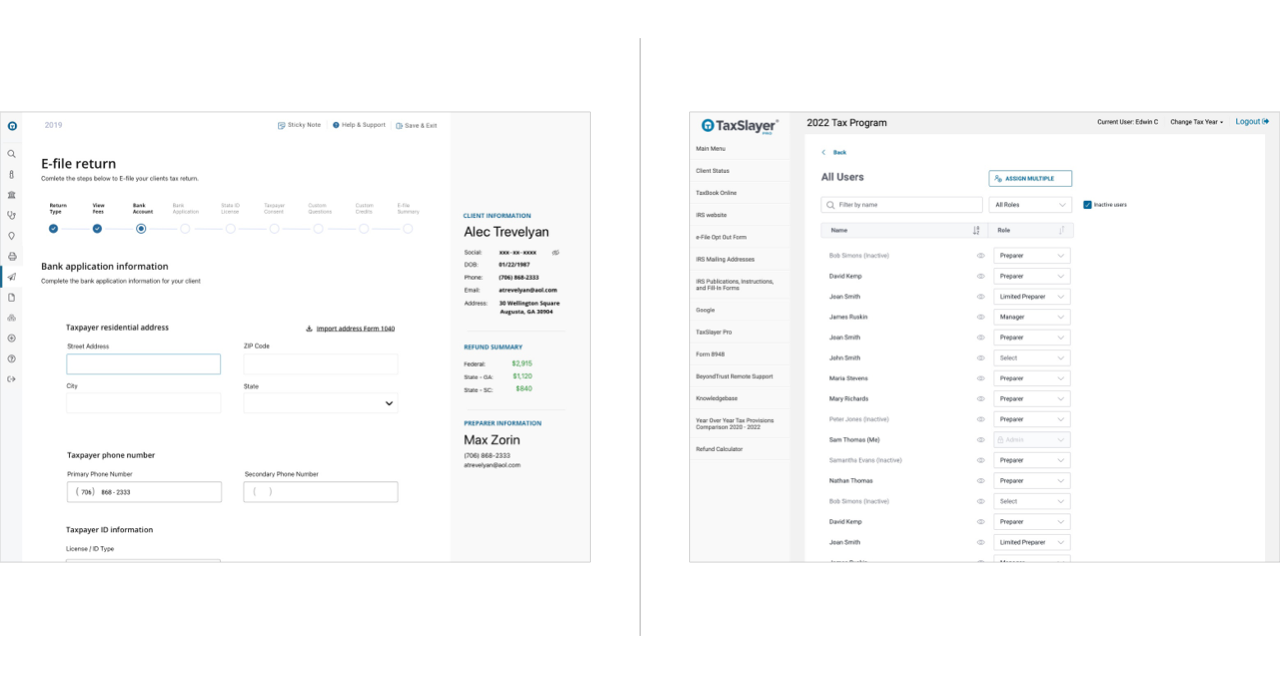 2019
Sticky Note
Help & Support
Save & Exit
E-file return
Comlete the steps below to E-file your clients tax return.
Return Type
View Fees
Bank Account
Bank Application
State ID License
Taxpayer Consent
Custom Questions
Custom Credits
E-File Summary
Bank application information
Complete the bank application information for your client
Taxpayer residential address
Import address Form 1040
Street Address
ZIP Code
City
State
Taxpayer phone number
Primary Phone Number
Secondary Phone Number
(706) 868-2333
( )
Taxpayer ID information
License / ID Type
CLIENT INFORMATION
Alec Trevelyan
Social: xxx-xx-xxxx
DOB: 01/22/1967
Phone: (706) 868-2333
Email: atrevelyan@aol.com
Address: 30 Wellington Square
Augusta, GA 30904
REFUND SUMMARY
Federal: $2,915
State - GA: $1,120
State - SC: $840
PREPARER INFORMATION
Max Zorin
(706) 868-2333
atrevelyan@aol.com
TaxSlayer PRO
2022 Tax Program
Current User: Edwin C
Change Tax Year
Logout
Main Menu
Client Status
TaxBook Online
IRS website
e-File Opt Out Form
IRS Mailing Addresses
IRS Publications, Instructions,
and Fill-In Forms
Google
TaxSlayer Pro
Form 8948
BeyondTrust Remote Support
Knowledgebase
Year Over Year Tax Provisions
Comparison 2020 - 2022
Refund Calculator
Back
All Users
ASSIGN MULTIPLE
Filter by name
All Roles
Inactive users
Name Role
Bob Simons (Inactive) Preparer
David Kemp Preparer
Joan Smith Limited Preparer
James Ruskin Manager
Joan Smith Preparer
John Smith Select
Maria Stevens Preparer
Mary Richards Preparer
Peter Jones (Inactive) Preparer
Sam Thomas (Me) Admin
Samantha Evans (Inactive) Preparer
Nathan Thomas Preparer
Bob Simons (Inactive) Select
David Kemp Preparer
Joan Smith Limited Preparer